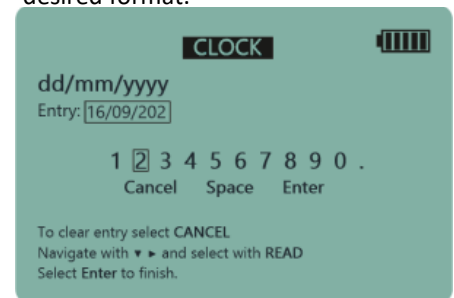 desired format.
CLOCK
dd/mm/yyyy
Entry: 16/09/202
1 2 3 4 5 6 7 8 9 0 .
Cancel Space Enter
To clear entry select CANCEL
Navigate with ▼ ► and select with READ
Select Enter to finish.